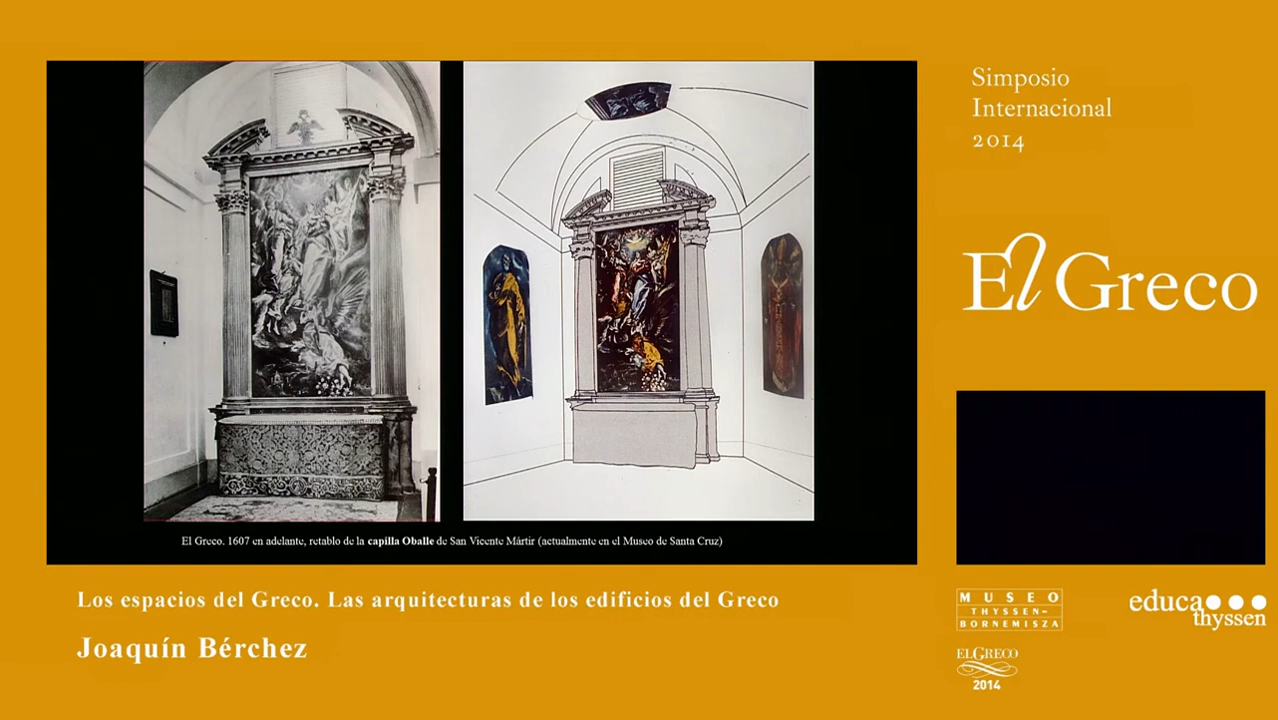 Simposio
Internacional
2014
El Greco
El Greco. 1607 en adelante, retablo de la capilla Oballe de San Vicente Mártir (actualmente en el Museo de Santa Cruz)
Los espacios del Greco. Las arquitecturas de los edificios del Greco
Joaquín Bérchez
MUSEO
THYSSEN-
BORNEMISZA
educa
thyssen
EL GRECO
2014